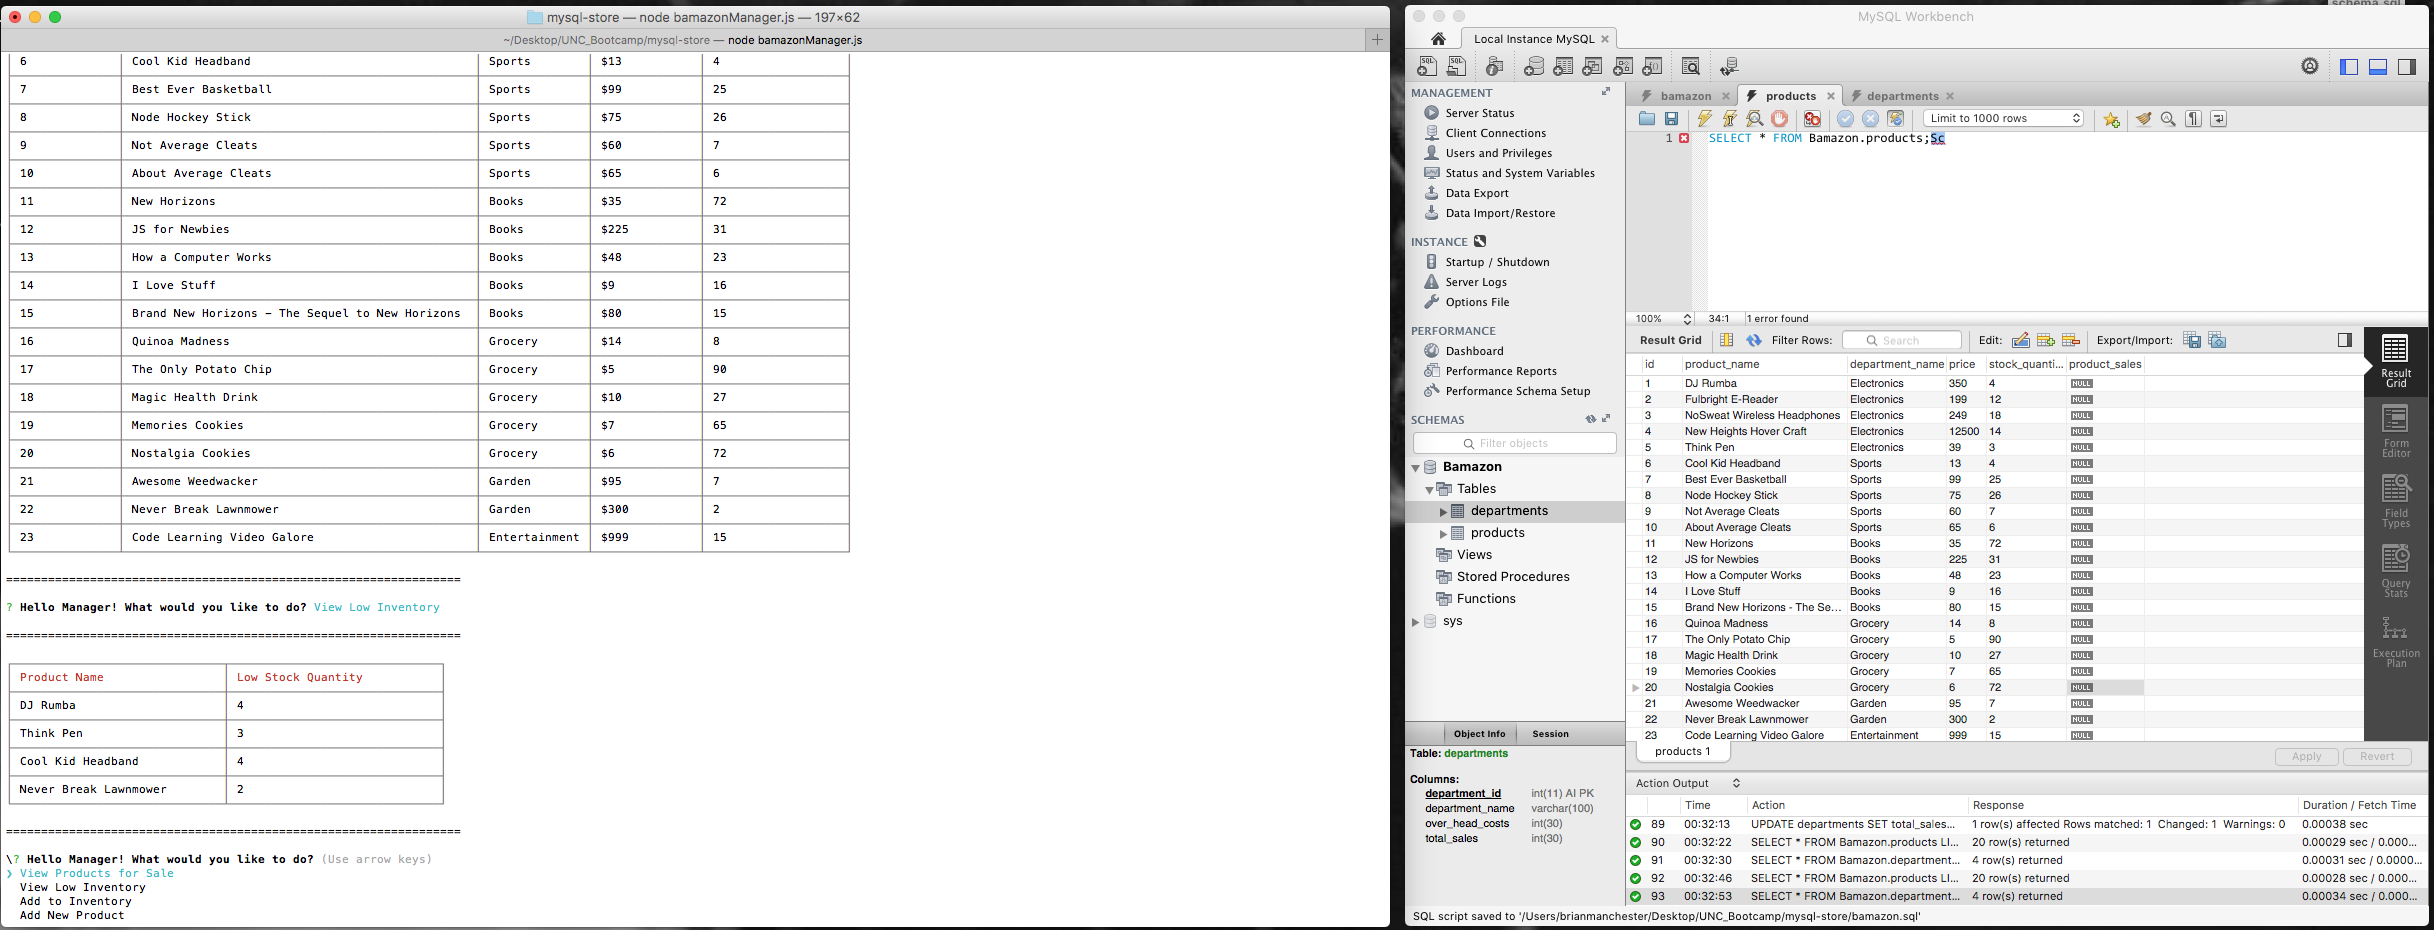 mysql-store — node bamazonManager.js — 197×62
~/Desktop/UNC_Bootcamp/mysql-store — node bamazonManager.js
6 Cool Kid Headband Sports $13 4
7 Best Ever Basketball Sports $99 25
8 Node Hockey Stick Sports $75 26
9 Not Average Cleats Sports $60 7
10 About Average Cleats Sports $65 6
11 New Horizons Books $35 72
12 JS for Newbies Books $225 31
13 How a Computer Works Books $48 23
14 I Love Stuff Books $9 16
15 Brand New Horizons - The Sequel to New Horizons Books $80 15
16 Quinoa Madness Grocery $14 8
17 The Only Potato Chip Grocery $5 90
18 Magic Health Drink Grocery $10 27
19 Memories Cookies Grocery $7 65
20 Nostalgia Cookies Grocery $6 72
21 Awesome Weedwacker Garden $95 7
22 Never Break Lawnmower Garden $300 2
23 Code Learning Video Galore Entertainment $999 15
=================================================================
? Hello Manager! What would you like to do? View Low Inventory
=================================================================
Product Name Low Stock Quantity
DJ Rumba 4
Think Pen 3
Cool Kid Headband 4
Never Break Lawnmower 2
=================================================================
\? Hello Manager! What would you like to do? (Use arrow keys)
❯ View Products for Sale
View Low Inventory
Add to Inventory
Add New Product
schema.sql
MySQL Workbench
Local Instance MySQL
MANAGEMENT
Server Status
Client Connections
Users and Privileges
Status and System Variables
Data Export
Data Import/Restore
INSTANCE
Startup / Shutdown
Server Logs
Options File
PERFORMANCE
Dashboard
Performance Reports
Performance Schema Setup
SCHEMAS
Filter objects
Bamazon
Tables
departments
products
Views
Stored Procedures
Functions
sys
Object Info Session
Table: departments
Columns:
department_id int(11) AI PK
department_name varchar(100)
over_head_costs int(30)
total_sales int(30)
bamazon products departments
Limit to 1000 rows
1 SELECT * FROM Bamazon.products;Sc
100% 34:1 1 error found
Result Grid Filter Rows: Search Edit: Export/Import:
id product_name department_name price stock_quanti... product_sales
1 DJ Rumba Electronics 350 4 NULL
2 Fulbright E-Reader Electronics 199 12 NULL
3 NoSweat Wireless Headphones Electronics 249 18 NULL
4 New Heights Hover Craft Electronics 12500 14 NULL
5 Think Pen Electronics 39 3 NULL
6 Cool Kid Headband Sports 13 4 NULL
7 Best Ever Basketball Sports 99 25 NULL
8 Node Hockey Stick Sports 75 26 NULL
9 Not Average Cleats Sports 60 7 NULL
10 About Average Cleats Sports 65 6 NULL
11 New Horizons Books 35 72 NULL
12 JS for Newbies Books 225 31 NULL
13 How a Computer Works Books 48 23 NULL
14 I Love Stuff Books 9 16 NULL
15 Brand New Horizons - The Se... Books 80 15 NULL
16 Quinoa Madness Grocery 14 8 NULL
17 The Only Potato Chip Grocery 5 90 NULL
18 Magic Health Drink Grocery 10 27 NULL
19 Memories Cookies Grocery 7 65 NULL
20 Nostalgia Cookies Grocery 6 72 NULL
21 Awesome Weedwacker Garden 95 7 NULL
22 Never Break Lawnmower Garden 300 2 NULL
23 Code Learning Video Galore Entertainment 999 15 NULL
Result
Grid
Form
Editor
Field
Types
Query
Stats
Execution
Plan
products 1
Apply Revert
Action Output
Time Action Response Duration / Fetch Time
89 00:32:13 UPDATE departments SET total_sales... 1 row(s) affected Rows matched: 1 Changed: 1 Warnings: 0 0.00038 sec
90 00:32:22 SELECT * FROM Bamazon.products LI... 20 row(s) returned 0.00029 sec / 0.000...
91 00:32:30 SELECT * FROM Bamazon.department... 4 row(s) returned 0.00031 sec / 0.0000...
92 00:32:46 SELECT * FROM Bamazon.products LI... 20 row(s) returned 0.00028 sec / 0.000...
93 00:32:53 SELECT * FROM Bamazon.department... 4 row(s) returned 0.00034 sec / 0.000...
SQL script saved to '/Users/brianmanchester/Desktop/UNC_Bootcamp/mysql-store/bamazon.sql'